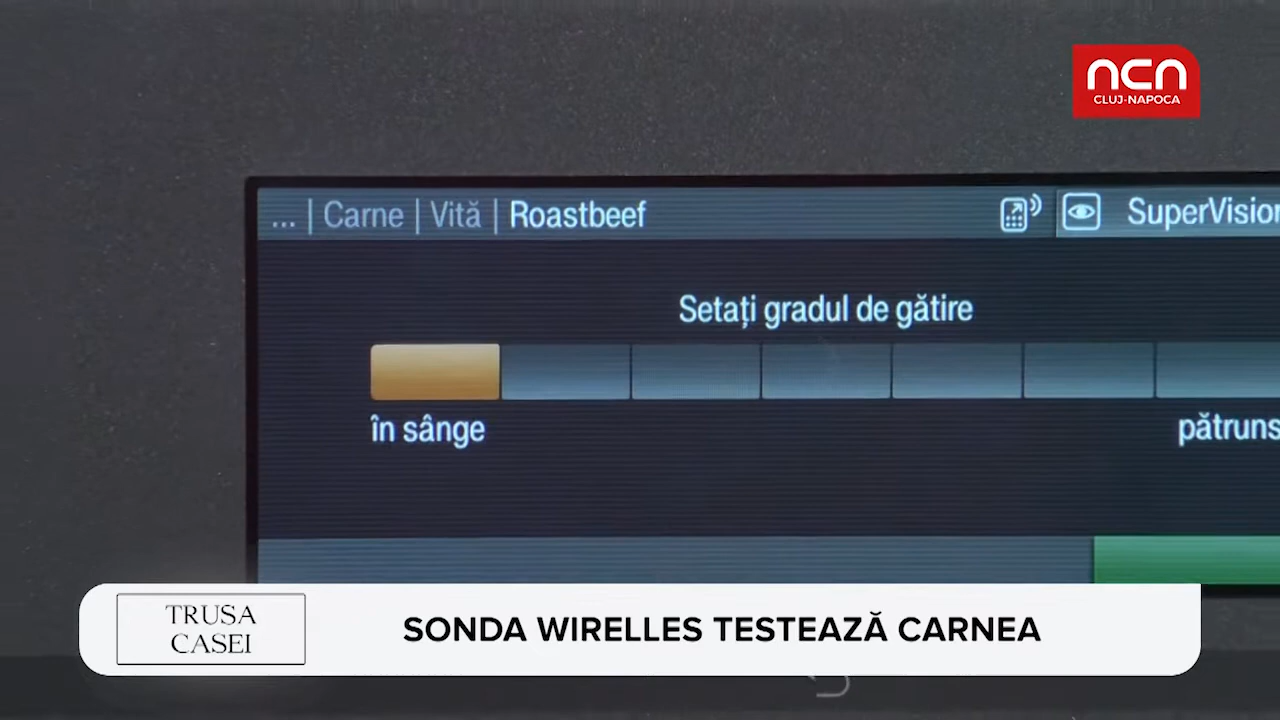 ncn
CLUJ-NAPOCA
... | Carne | Vită | Roastbeef
SuperVision
Setați gradul de gătire
în sânge
pătruns
TRUSA
CASEI
SONDA WIRELLES TESTEAZĂ CARNEA